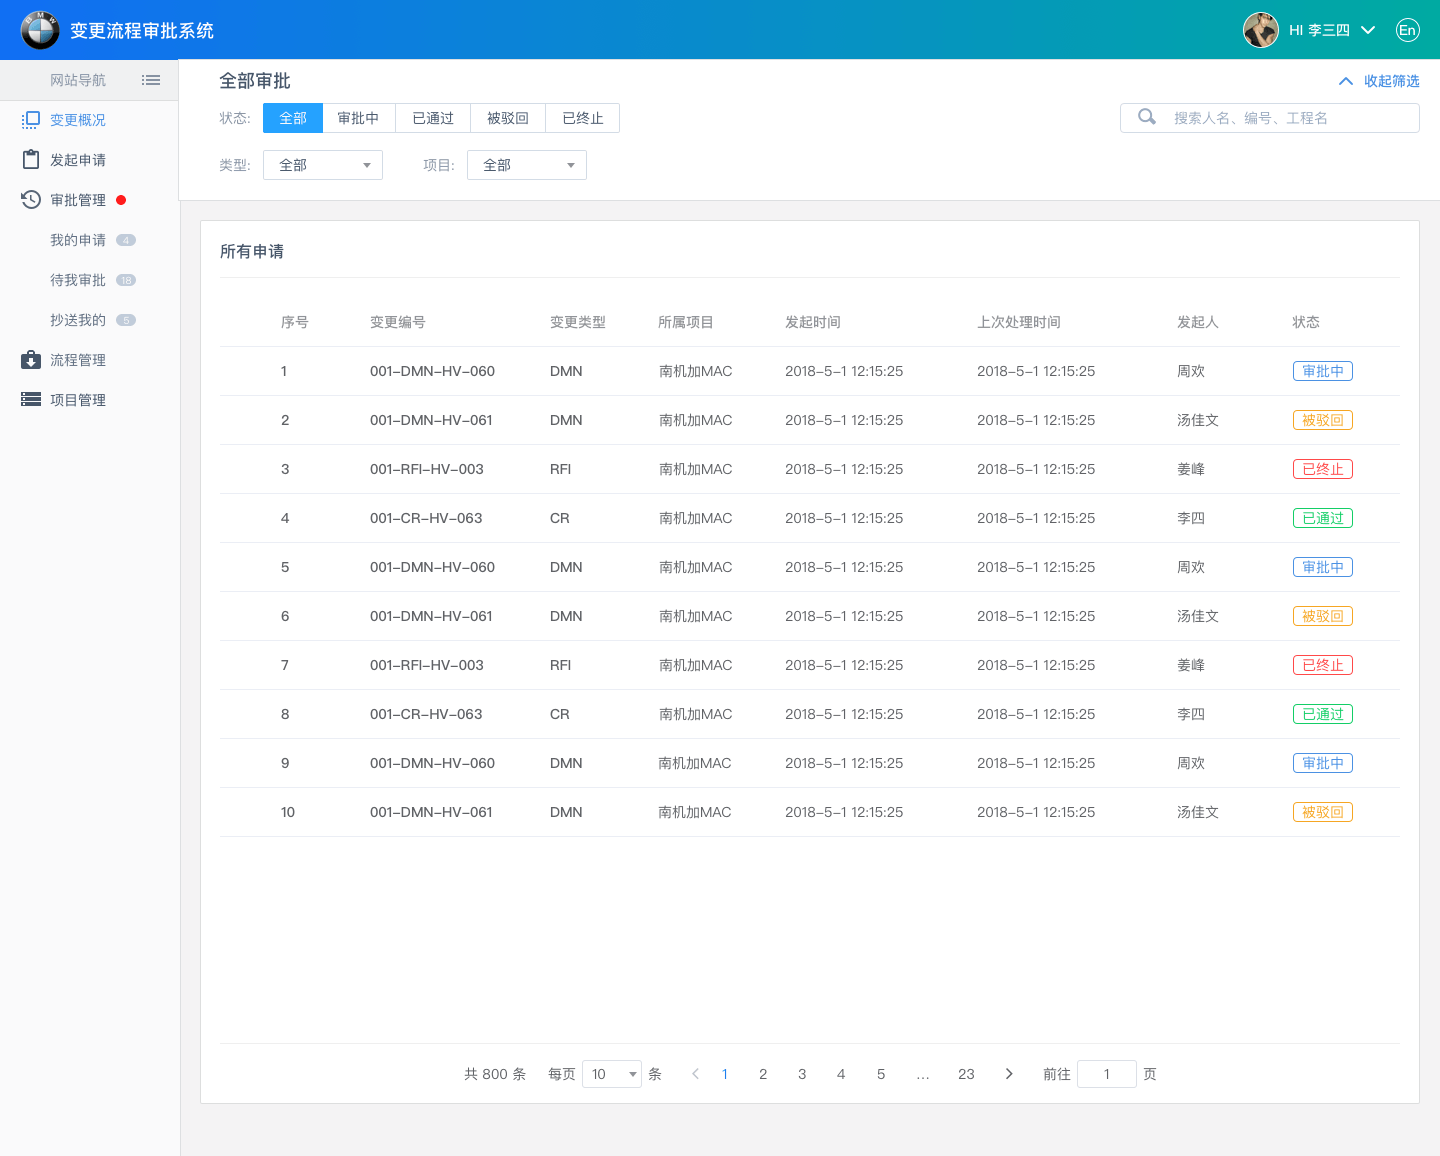 BMW 变更流程审批系统 HI 李三四 En
网站导航
变更概况
发起申请
审批管理
我的申请 4
待我审批 18
抄送我的 5
流程管理
项目管理
全部审批 收起筛选
状态: 全部 审批中 已通过 被驳回 已终止 搜索人名、编号、工程名
类型: 全部 项目: 全部
所有申请
序号 变更编号 变更类型 所属项目 发起时间 上次处理时间 发起人 状态
1 001-DMN-HV-060 DMN 南机加MAC 2018-5-1 12:15:25 2018-5-1 12:15:25 周欢 审批中
2 001-DMN-HV-061 DMN 南机加MAC 2018-5-1 12:15:25 2018-5-1 12:15:25 汤佳文 被驳回
3 001-RFI-HV-003 RFI 南机加MAC 2018-5-1 12:15:25 2018-5-1 12:15:25 姜峰 已终止
4 001-CR-HV-063 CR 南机加MAC 2018-5-1 12:15:25 2018-5-1 12:15:25 李四 已通过
5 001-DMN-HV-060 DMN 南机加MAC 2018-5-1 12:15:25 2018-5-1 12:15:25 周欢 审批中
6 001-DMN-HV-061 DMN 南机加MAC 2018-5-1 12:15:25 2018-5-1 12:15:25 汤佳文 被驳回
7 001-RFI-HV-003 RFI 南机加MAC 2018-5-1 12:15:25 2018-5-1 12:15:25 姜峰 已终止
8 001-CR-HV-063 CR 南机加MAC 2018-5-1 12:15:25 2018-5-1 12:15:25 李四 已通过
9 001-DMN-HV-060 DMN 南机加MAC 2018-5-1 12:15:25 2018-5-1 12:15:25 周欢 审批中
10 001-DMN-HV-061 DMN 南机加MAC 2018-5-1 12:15:25 2018-5-1 12:15:25 汤佳文 被驳回
共 800 条 每页 10 条 1 2 3 4 5 … 23 前往 1 页